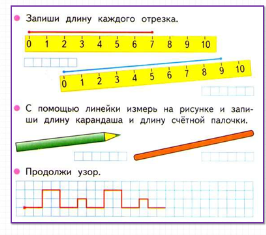 Запиши длину каждого отрезка.
0 1 2 3 4 5 6 7 8 9 10
0 1 2 3 4 5 6 7 8 9 10
С помощью линейки измерь на рисунке и запи-
ши длину карандаша и длину счётной палочки.
Продолжи узор.